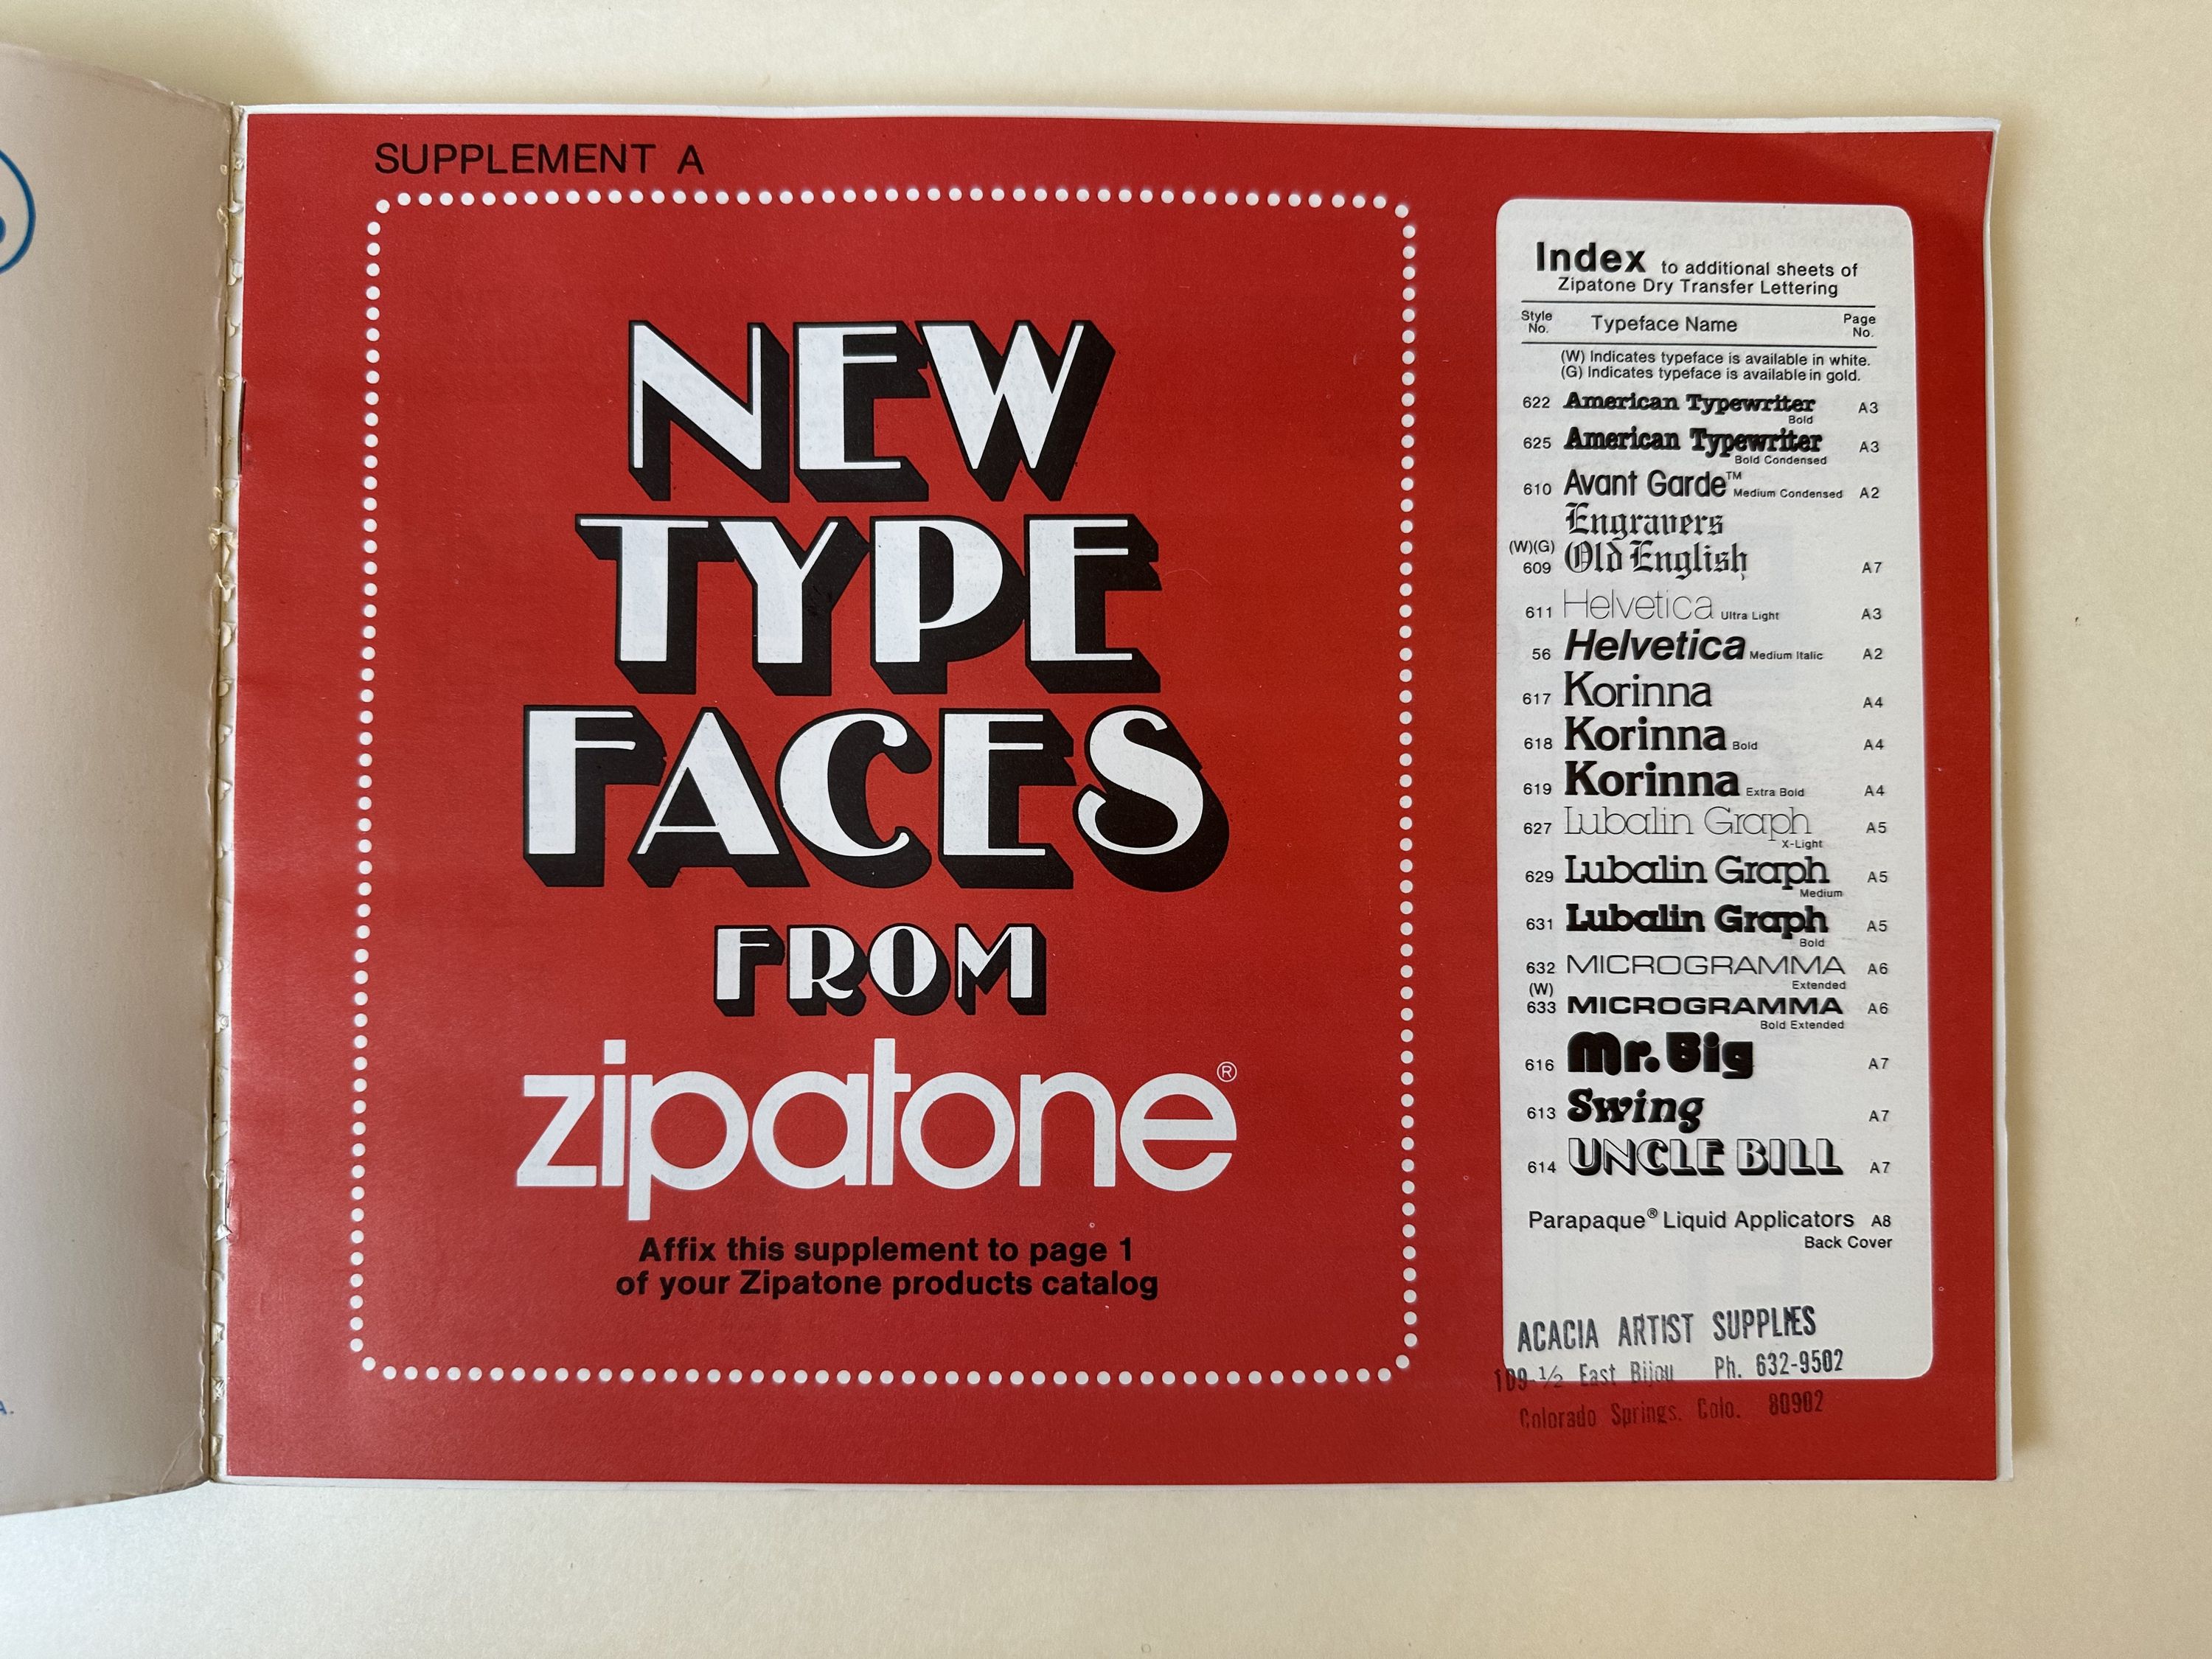 SUPPLEMENT A
NEW
TYPE
FACES
FROM
zipatone®
Affix this supplement to page 1
of your Zipatone products catalog
Index to additional sheets of
Zipatone Dry Transfer Lettering
Style No. Typeface Name Page No.
(W) Indicates typeface is available in white.
(G) Indicates typeface is available in gold.
622 American Typewriter Bold A3
625 American Typewriter Bold Condensed A3
610 Avant Garde™ Medium Condensed A2
Engravers
(W)(G) 609 Old English A7
611 Helvetica Ultra Light A3
56 Helvetica Medium Italic A2
617 Korinna A4
618 Korinna Bold A4
619 Korinna Extra Bold A4
627 Lubalin Graph X-Light A5
629 Lubalin Graph Medium A5
631 Lubalin Graph Bold A5
632 MICROGRAMMA Extended A6
(W) 633 MICROGRAMMA Bold Extended A6
616 Mr. Big A7
613 Swing A7
614 UNCLE BILL A7
Parapaque® Liquid Applicators A8
Back Cover
ACACIA ARTIST SUPPLIES
109-½ East Bijou Ph. 632-9502
Colorado Springs. Colo. 80902